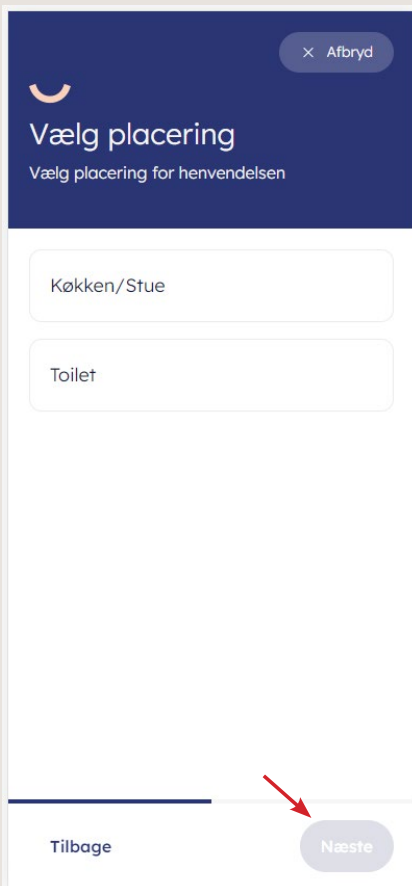 × Afbryd
Vælg placering
Vælg placering for henvendelsen
Køkken/Stue
Toilet
Tilbage
Næste